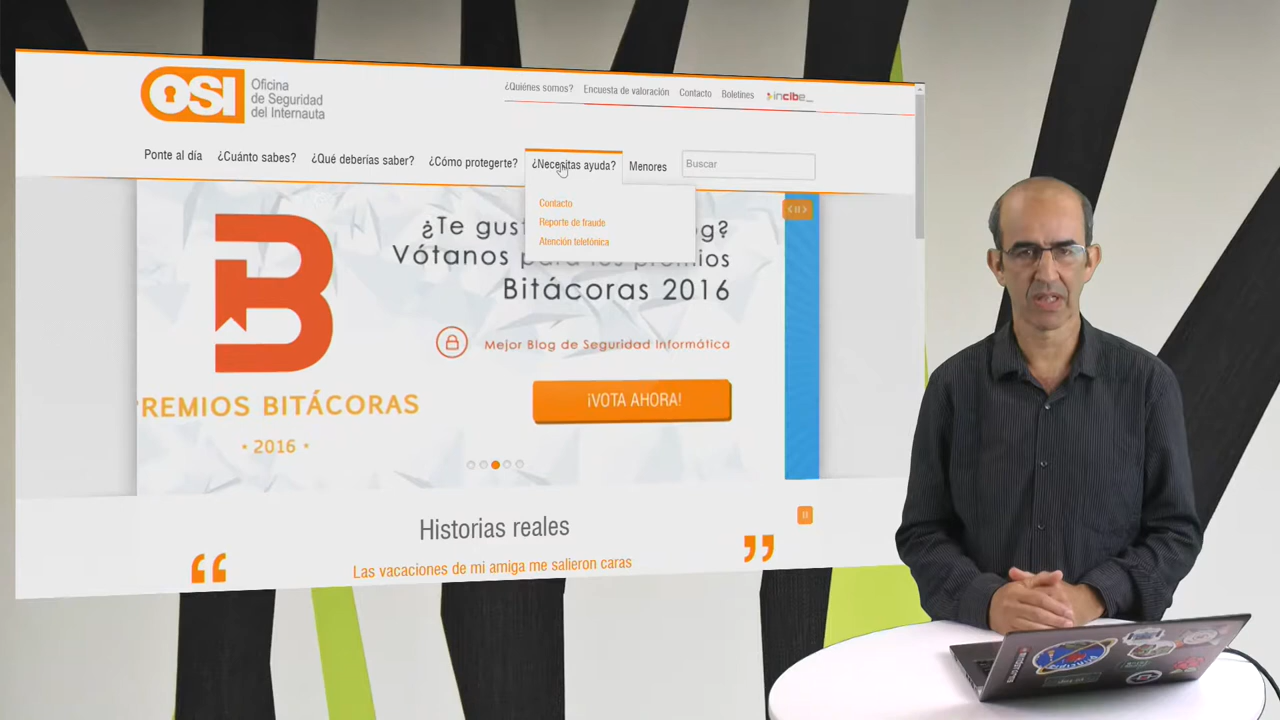 OSI
Oficina
de Seguridad
del Internauta
¿Quiénes somos? Encuesta de valoración Contacto Boletines incibe_
Ponte al día ¿Cuánto sabes? ¿Qué deberías saber? ¿Cómo protegerte? ¿Necesitas ayuda? Menores Buscar
Contacto
Reporte de fraude
Atención telefónica
¿Te gust og?
Vótanos para los premios
Bitácoras 2016
Mejor Blog de Seguridad Informática
¡VOTA AHORA!
B
REMIOS BITÁCORAS
· 2016 ·
Historias reales
“ ”
Las vacaciones de mi amiga me salieron caras